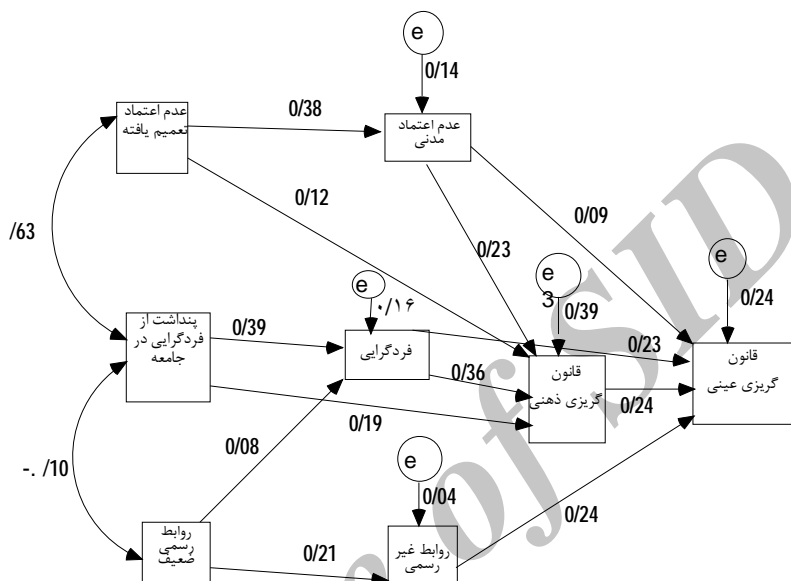 e
0/14
عدم اعتماد
تعمیم یافته
0/38
عدم اعتماد
مدنی
0/12
0/09
/63
0/23
e
e
3
e
0/24
0/39
۰/۱۶
پنداشت از
فردگرایی در
جامعه
0/39
فردگرایی
0/23
قانون
گریزی عینی
0/36
قانون
گریزی ذهنی
0/24
0/19
0/08
-. /10
e
0/04
0/24
روابط
رسمی
ضعیف
0/21
روابط غیر
رسمی
of SID